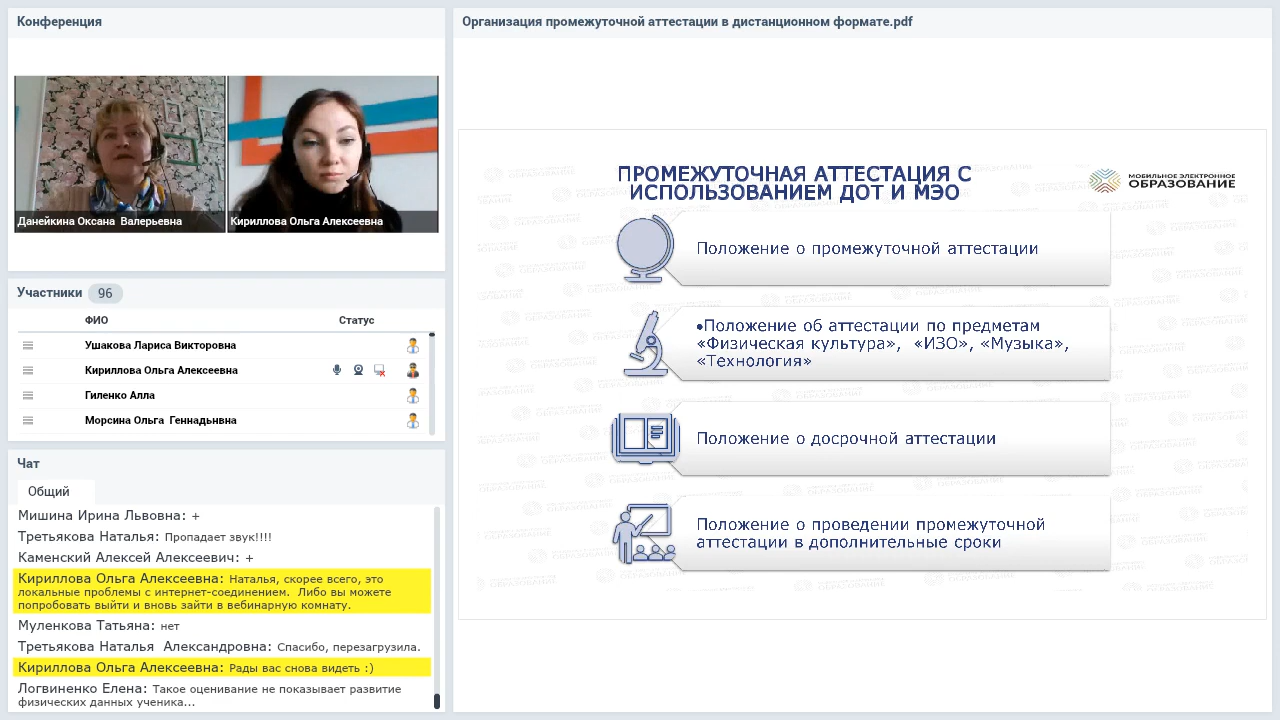 Конференция
Данейкина Оксана  Валерьевна
Кириллова Ольга Алексеевна
Участники 96
ФИО Статус
Ушакова Лариса Викторовна
Кириллова Ольга Алексеевна
Гиленко Алла
Морсина Ольга  Геннадьнвна
Чат
Общий
Мишина Ирина Львовна: +
Третьякова Наталья: Пропадает звук!!!!
Каменский Алексей Алексеевич: +
Кириллова Ольга Алексеевна: Наталья, скорее всего, это
локальные проблемы с интернет-соединением.  Либо вы можете
попробовать выйти и вновь зайти в вебинарную комнату.
Муленкова Татьяна: нет
Третьякова Наталья  Александровна: Спасибо, перезагрузила.
Кириллова Ольга Алексеевна: Рады вас снова видеть :)
Логвиненко Елена: Такое оценивание не показывает развитие
физических данных ученика...
Организация промежуточной аттестации в дистанционном формате.pdf
ПРОМЕЖУТОЧНАЯ АТТЕСТАЦИЯ С
ИСПОЛЬЗОВАНИЕМ ДОТ И МЭО
МОБИЛЬНОЕ ЭЛЕКТРОННОЕ
ОБРАЗОВАНИЕ
Положение о промежуточной аттестации
•Положение об аттестации по предметам
«Физическая культура»,  «ИЗО», «Музыка»,
«Технология»
Положение о досрочной аттестации
Положение о проведении промежуточной
аттестации в дополнительные сроки